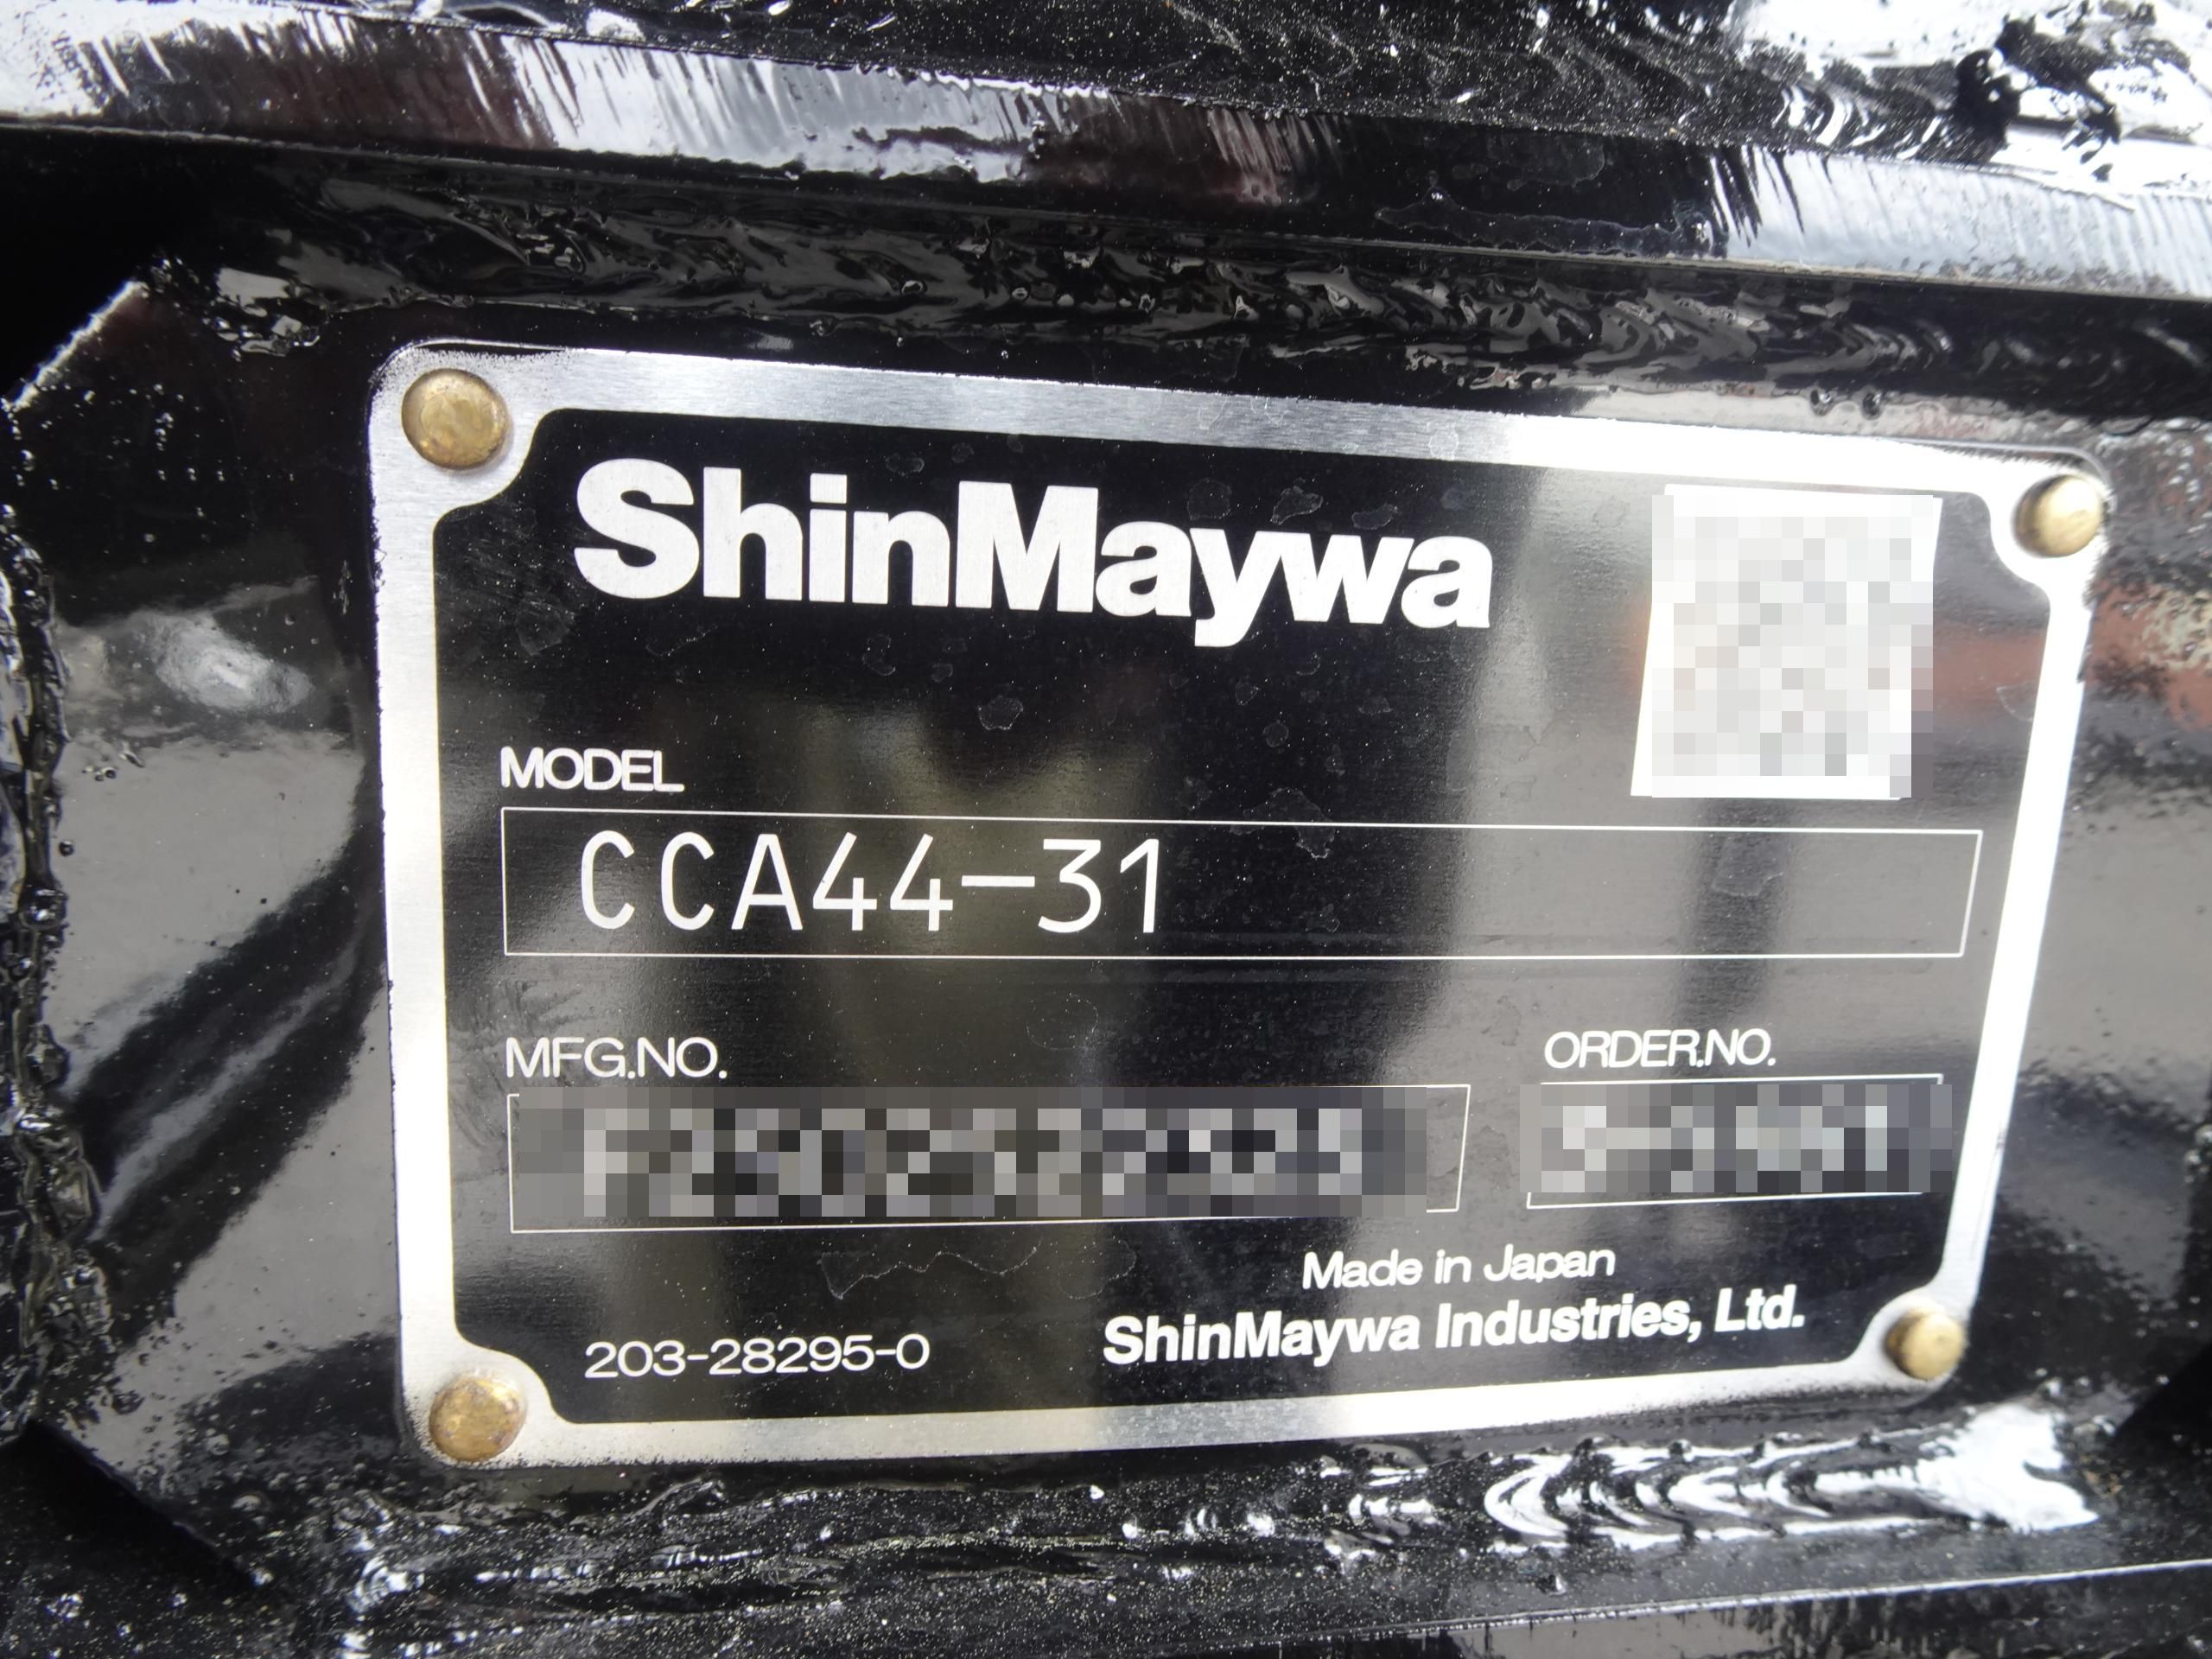 ShinMaywa
MODEL
CCA44-31
MFG.NO.
ORDER.NO.
Made in Japan
203-28295-0
ShinMaywa Industries, Ltd.